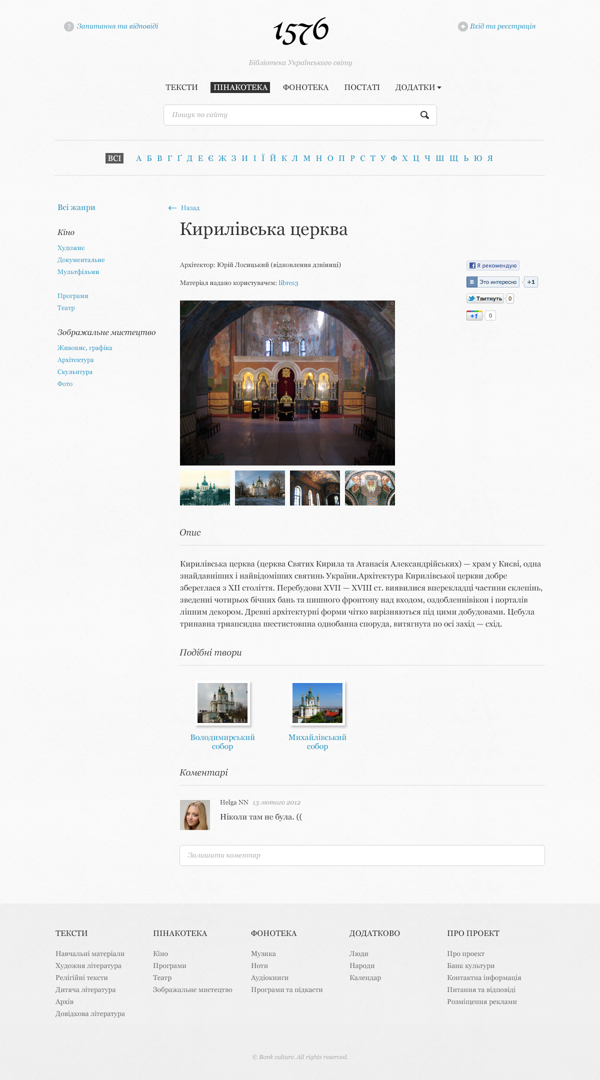 Запитання та відповіді
1576
Вхід та реєстрація
Бібліотека Українського світу
ТЕКСТИ ПІНАКОТЕКА ФОНОТЕКА ПОСТАТІ ДОДАТКИ
Пошук по сайту
ВСІ А Б В Г Ґ Д Е Є Ж З И І Ї Й К Л М Н О П Р С Т У Ф Х Ц Ч Ш Щ Ь Ю Я
Всі жанри
Кіно
Художнє
Документальне
Мультфільми
Програми
Театр
Зображальне мистецтво
Живопис, графіка
Архітектура
Скульптура
Фото
← Назад
Кирилівська церква
Архітектор: Юрій Лосицький (відновлення дзвіниці)
Матеріал надано користувачем: libre13
Я рекомендую
В Это интересно +1
Твитнуть 0
+1 0
Опис
Кирилівська церква (церква Святих Кирила та Атанасія Александрійських) — храм у Києві, одна
знайдавніших і найвідоміших святинь України.Архітектура Кирилівської церкви добре
збереглася з XII століття. Перебудови XVII — XVIII ст. виявилися вперекладці частини склепінь,
зведенні чотирьох бічних бань та пишного фронтону над входом, оздобленнівікон і порталів
ліпним декором. Древні архітектурні форми чітко вирізняються під цими добудовами. Цебула
тринавна триапсидна шестистовпна однобанна споруда, витягнута по осі захід — схід.
Подібні твори
Володимирський
собор
Михайлівський
собор
Коментарі
Helga NN 13 лютого 2012
Ніколи там не була. ((
Залишити коментар
ТЕКСТИ
Навчальні матеріали
Художня література
Релігійні тексти
Дитяча література
Архів
Довідкова література
ПІНАКОТЕКА
Кіно
Програми
Театр
Зображальне мистецтво
ФОНОТЕКА
Музика
Ноти
Аудіокниги
Програми та підкасти
ДОДАТКОВО
Люди
Народи
Календар
ПРО ПРОЕКТ
Про проект
Банк культури
Контактна інформація
Питання та відповіді
Розміщення реклами
© Bank culture. All rights reserved.